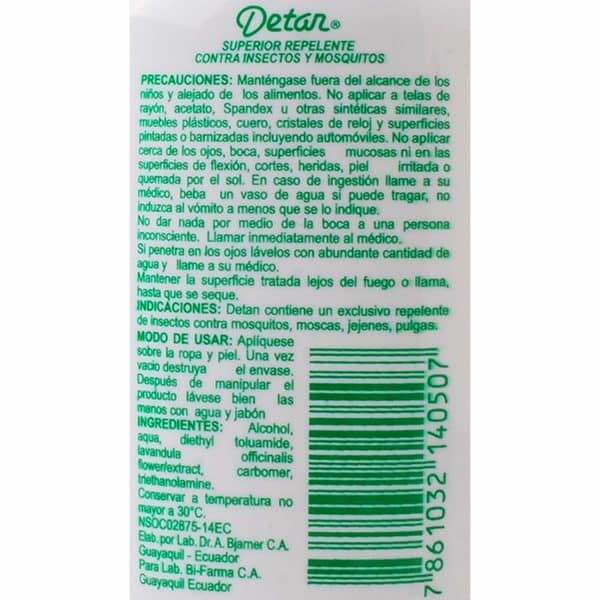 Detan®
SUPERIOR REPELENTE
CONTRA INSECTOS Y MOSQUITOS
PRECAUCIONES: Manténgase fuera del alcance de los
niños y alejado de los alimentos. No aplicar a telas de
rayón, acetato, Spandex u otras sintéticas similares,
muebles plásticos, cuero, cristales de reloj y superficies
pintadas o barnizadas incluyendo automóviles. No aplicar
cerca de los ojos, boca, superficies mucosas ni en las
superficies de flexión, cortes, heridas, piel irritada o
quemada por el sol. En caso de ingestión llame a su
médico, beba un vaso de agua si puede tragar, no
induzca al vómito a menos que se lo indique.
No dar nada por medio de la boca a una persona
inconsciente. Llamar inmediatamente al médico.
Si penetra en los ojos lávelos con abundante cantidad de
agua y llame a su médico.
Mantener la superficie tratada lejos del fuego o llama,
hasta que se seque.
INDICACIONES: Detan contiene un exclusivo repelente
de insectos contra mosquitos, moscas, jejenes, pulgas.
MODO DE USAR: Aplíquese
sobre la ropa y piel. Una vez
vacio destruya el envase.
Después de manipular el
producto lávese bien las
manos con agua y jabón
INGREDIENTES: Alcohol,
aqua, diethyl toluamide,
lavandula officinalis
flower/extract, carbomer,
triethanolamine.
Conservar a temperatura no
mayor a 30°C.
NSOC02875-14EC
Elab. por Lab. Dr. A. Bjarner C.A.
Guayaquil - Ecuador
Para Lab. Bi-Farma C.A.
Guayaquil Ecuador
7 861032 140507